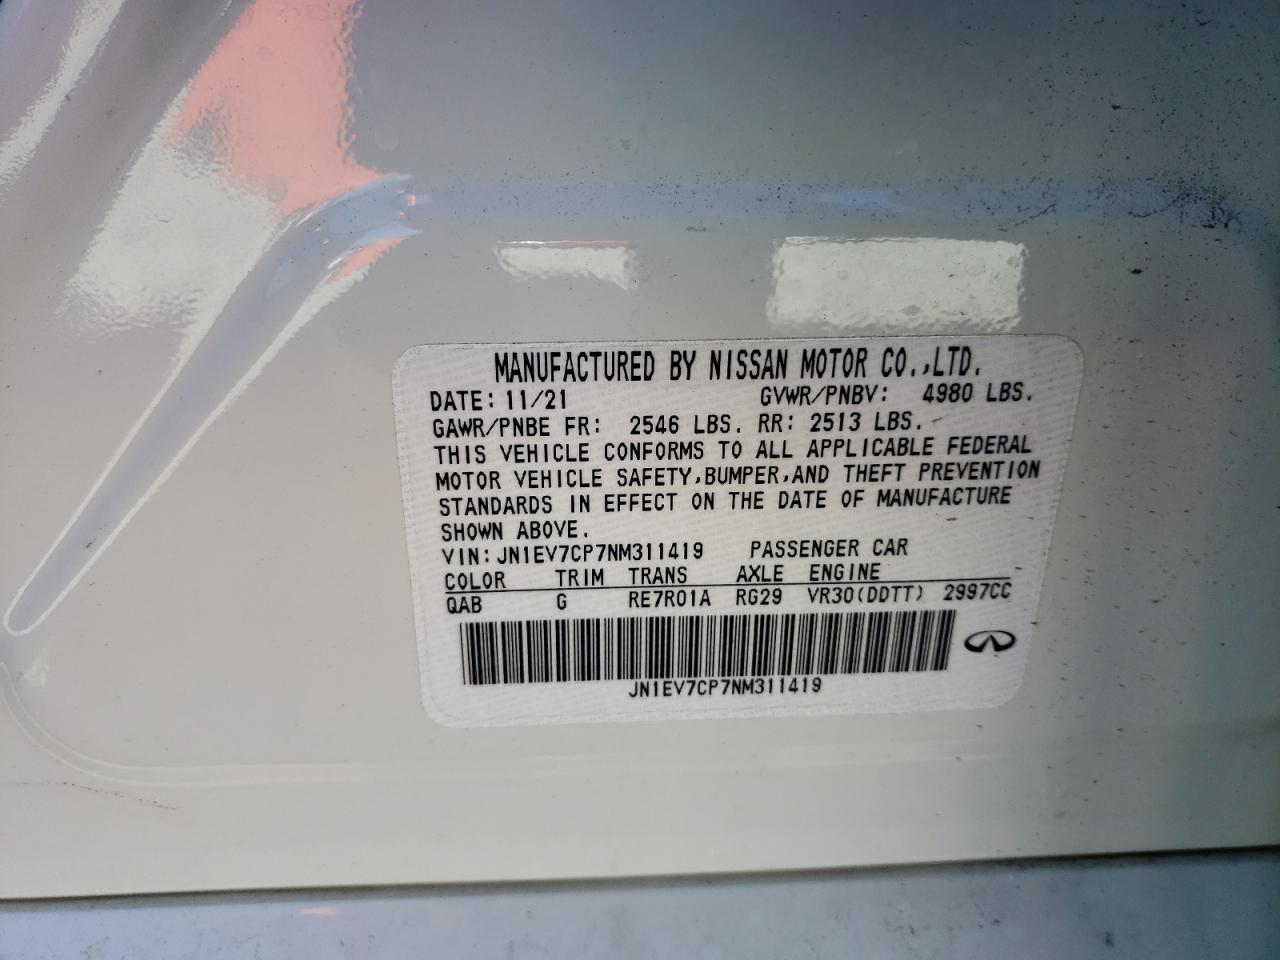 MANUFACTURED BY NISSAN MOTOR CO.,LTD.
DATE: 11/21 GVWR/PNBV: 4980 LBS.
GAWR/PNBE FR: 2546 LBS. RR: 2513 LBS.
THIS VEHICLE CONFORMS TO ALL APPLICABLE FEDERAL
MOTOR VEHICLE SAFETY,BUMPER,AND THEFT PREVENTION
STANDARDS IN EFFECT ON THE DATE OF MANUFACTURE
SHOWN ABOVE.
VIN:JN1EV7CP7NM311419 PASSENGER CAR
COLOR TRIM TRANS AXLE ENGINE
QAB G RE7R01A RG29 VR30(DDTT) 2997CC
JN1EV7CP7NM311419